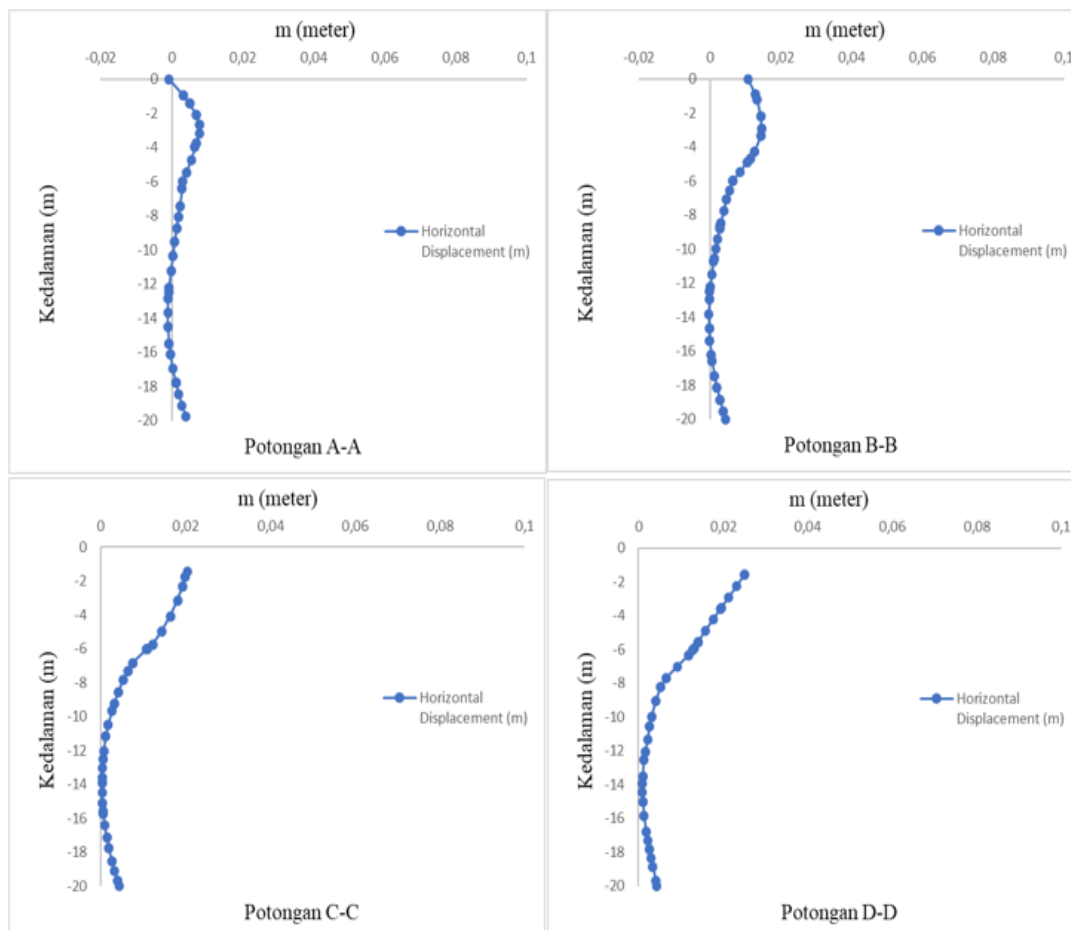 m (meter)
-0,02 0 0,02 0,04 0,06 0,08 0,1
0
-2
-4
-6
-8
-10
-12
-14
-16
-18
-20
Kedalaman (m)
Horizontal
Displacement (m)
Potongan A-A
m (meter)
-0,02 0 0,02 0,04 0,06 0,08 0,1
0
-2
-4
-6
-8
-10
-12
-14
-16
-18
-20
Kedalaman (m)
Horizontal
Displacement (m)
Potongan B-B
m (meter)
0 0,02 0,04 0,06 0,08 0,1
0
-2
-4
-6
-8
-10
-12
-14
-16
-18
-20
Kedalaman (m)
Horizontal
Displacement (m)
Potongan C-C
m (meter)
0 0,02 0,04 0,06 0,08 0,1
0
-2
-4
-6
-8
-10
-12
-14
-16
-18
-20
Kedalaman (m)
Horizontal
Displacement (m)
Potongan D-D